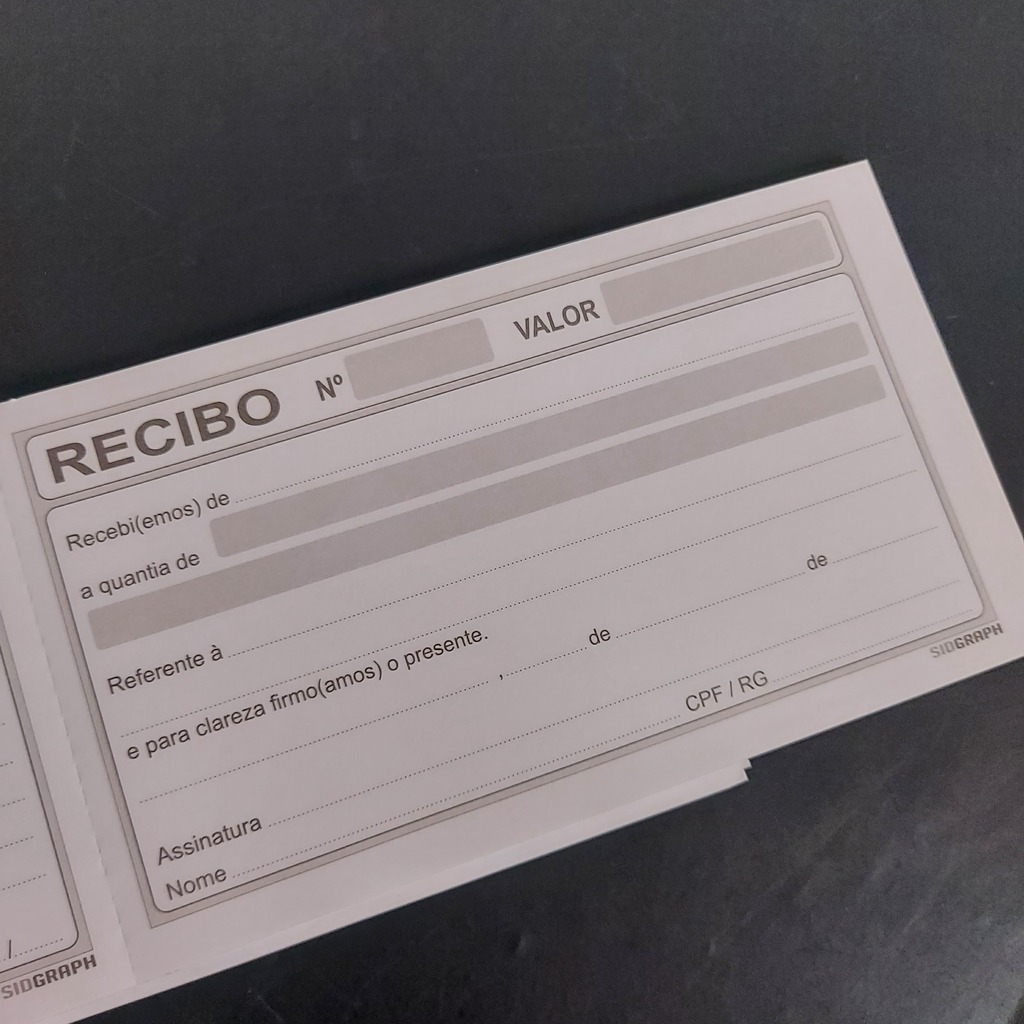 RECIBO Nº VALOR
Recebi(emos) de
a quantia de
Referente à
e para clareza firmo(amos) o presente.
, de de
Assinatura
Nome CPF / RG
SIDGRAPH
/
SIDGRAPH